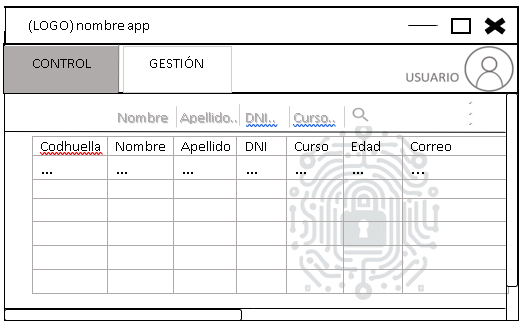 (LOGO) nombre app
CONTROL GESTIÓN USUARIO
Nombre Apellido.. DNI.. Curso..
Codhuella Nombre Apellido DNI Curso Edad Correo
... ... ... ... ... ... ...